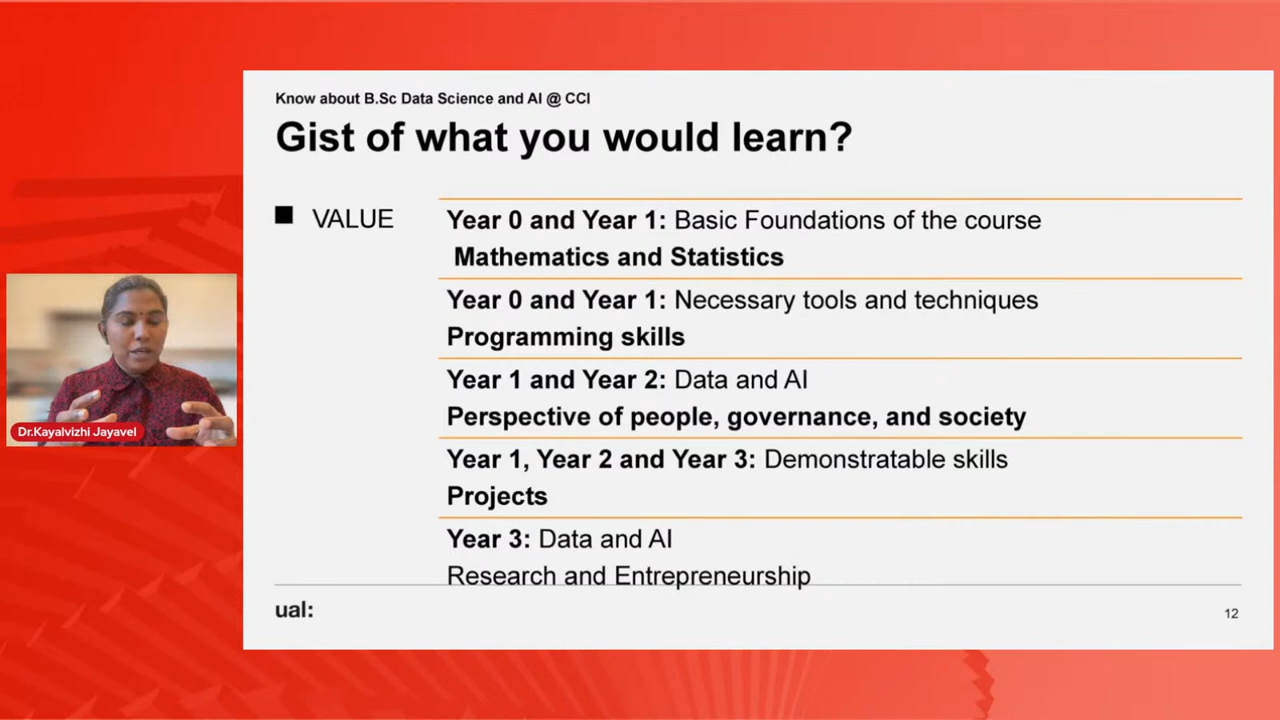 Know about B.Sc Data Science and AI @ CCI
Gist of what you would learn?
■ VALUE
Year 0 and Year 1: Basic Foundations of the course
Mathematics and Statistics
Year 0 and Year 1: Necessary tools and techniques
Programming skills
Year 1 and Year 2: Data and AI
Perspective of people, governance, and society
Year 1, Year 2 and Year 3: Demonstratable skills
Projects
Year 3: Data and AI
Research and Entrepreneurship
ual:
12
Dr.Kayalvizhi Jayavel